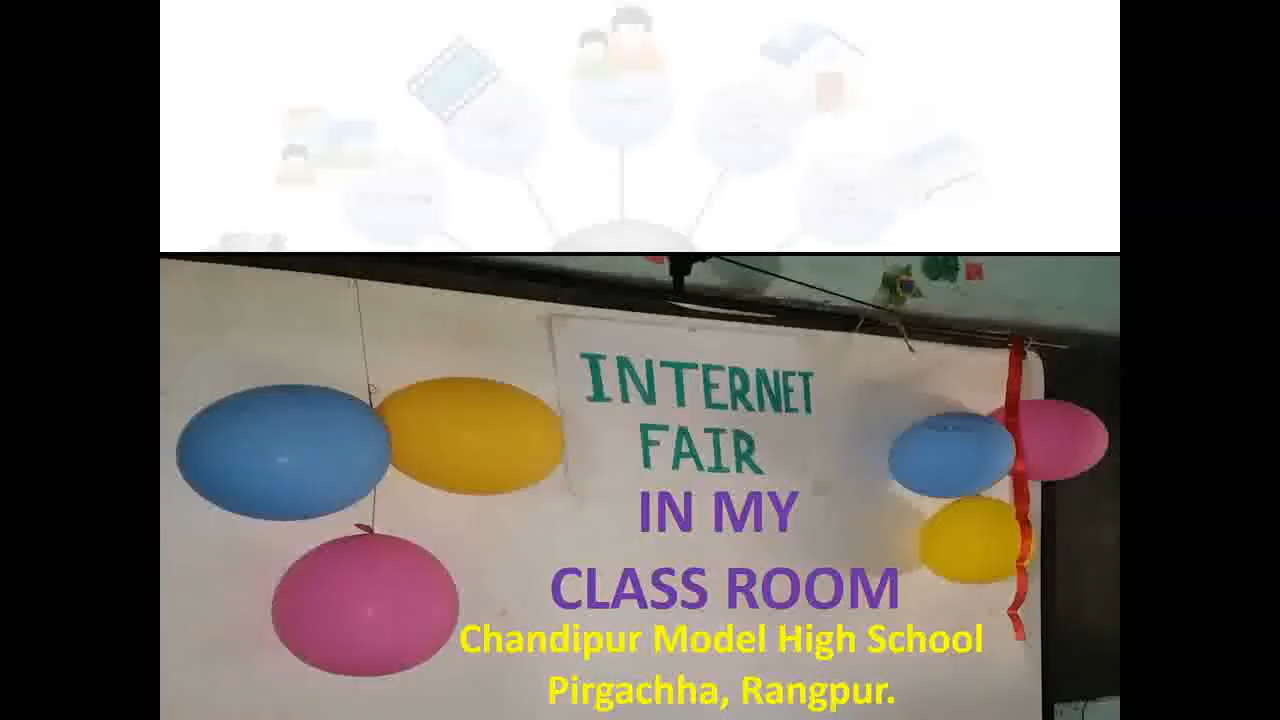 INTERNET
FAIR
IN MY
CLASS ROOM
Chandipur Model High School
Pirgachha, Rangpur.